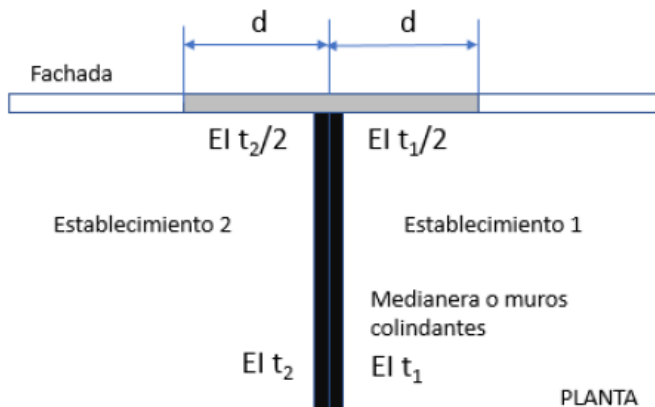 d d
Fachada
EI t₂/2 EI t₁/2
Establecimiento 2 Establecimiento 1
Medianera o muros
colindantes
EI t₂ EI t₁
PLANTA